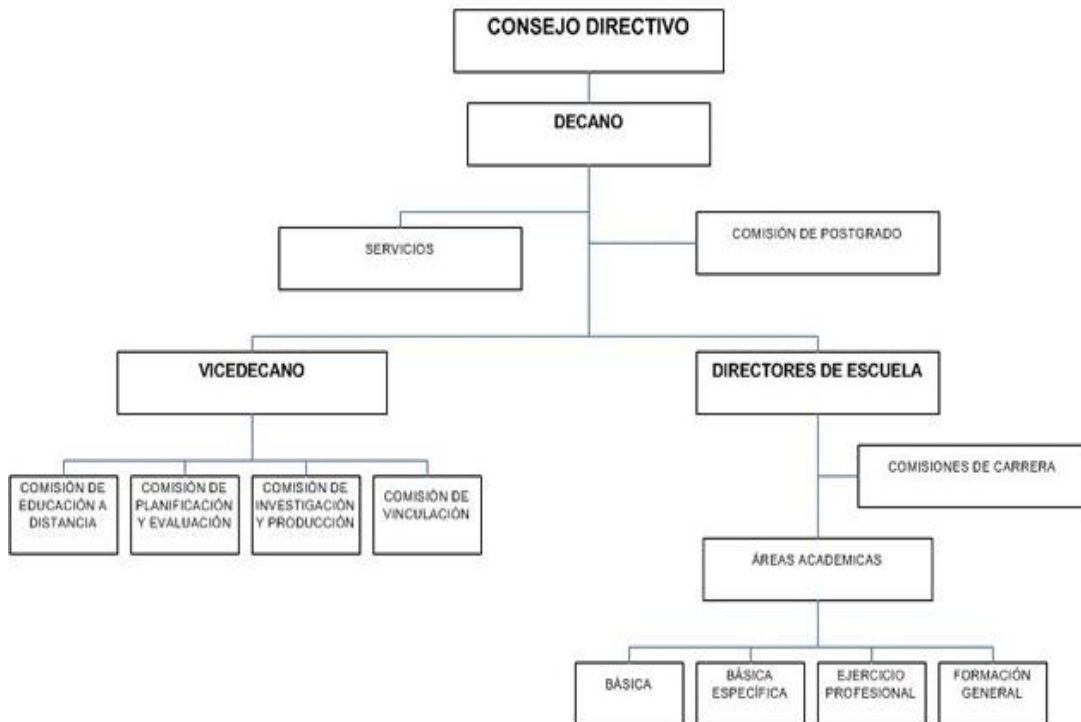 CONSEJO DIRECTIVO
DECANO
SERVICIOS
COMISIÓN DE POSTGRADO
VICEDECANO
DIRECTORES DE ESCUELA
COMISIÓN DE
EDUCACIÓN A
DISTANCIA
COMISIÓN DE
PLANIFICACIÓN
Y EVALUACIÓN
COMISIÓN DE
INVESTIGACIÓN
Y PRODUCCIÓN
COMISIÓN DE
VINCULACIÓN
COMISIONES DE CARRERA
ÁREAS ACADEMICAS
BÁSICA
BÁSICA
ESPECÍFICA
EJERCICIO
PROFESIONAL
FORMACIÓN
GENERAL